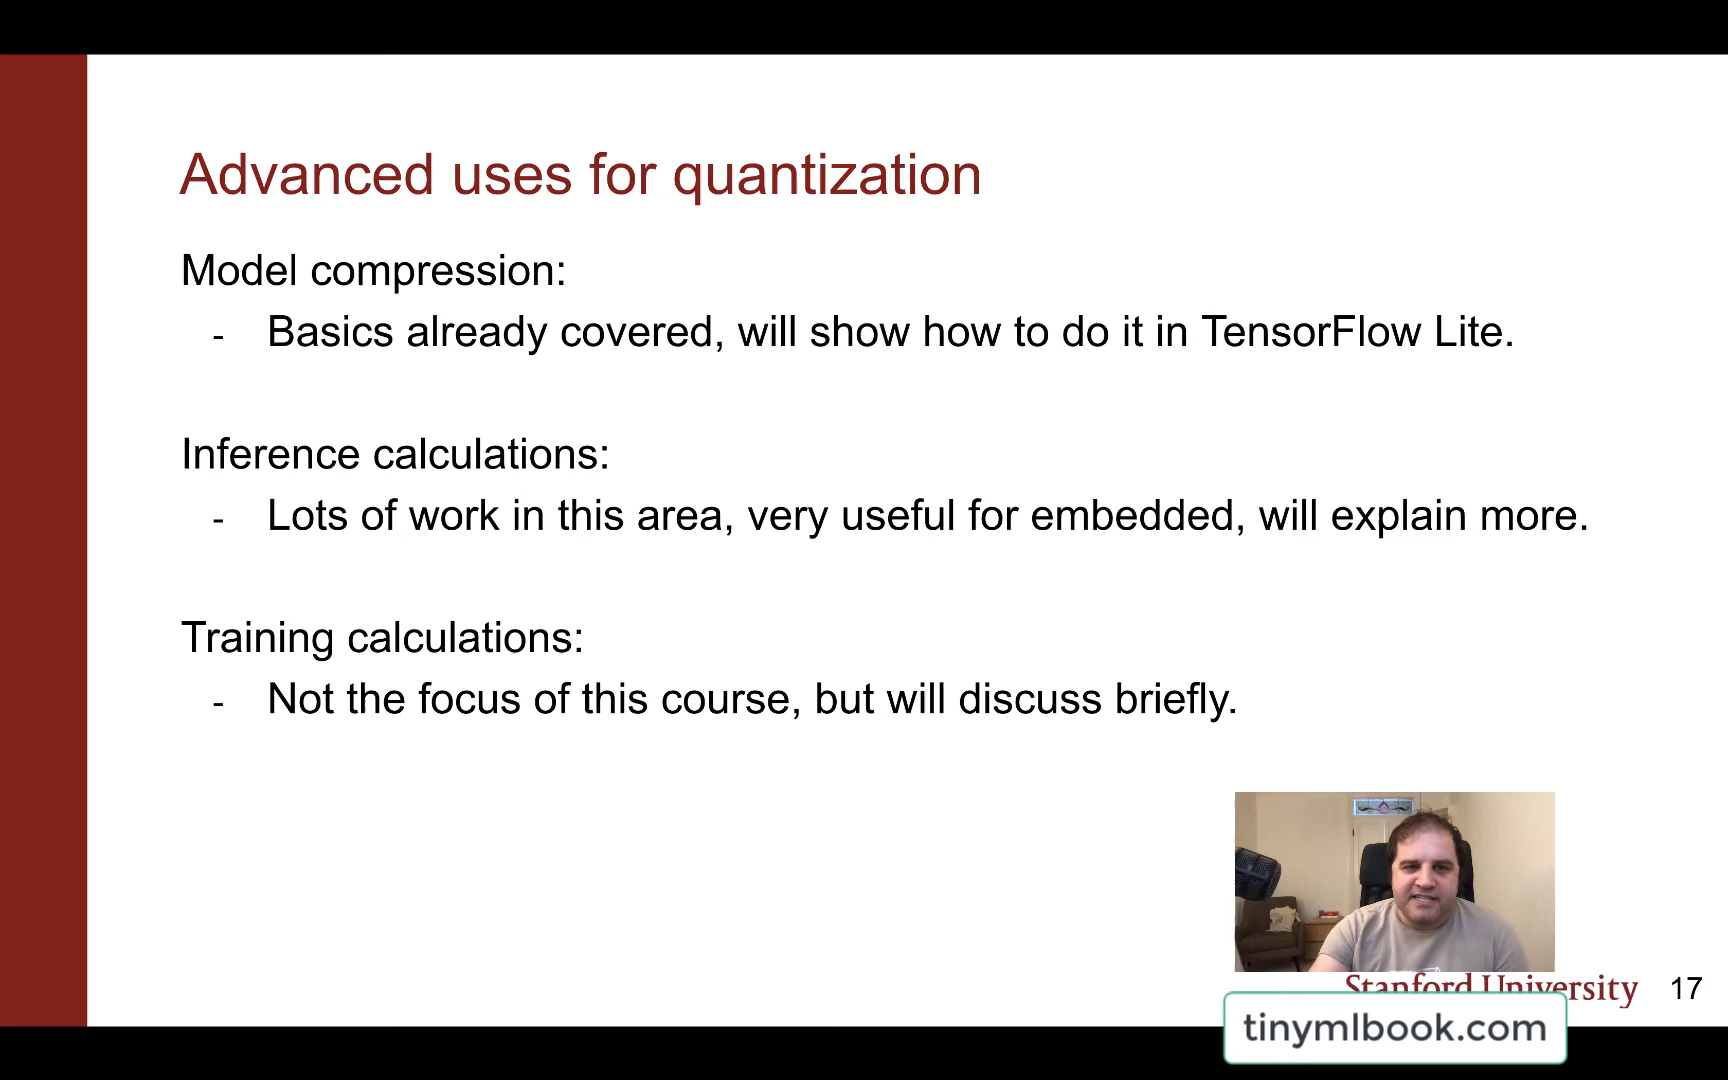 Advanced uses for quantization
Model compression:
- Basics already covered, will show how to do it in TensorFlow Lite.
Inference calculations:
- Lots of work in this area, very useful for embedded, will explain more.
Training calculations:
- Not the focus of this course, but will discuss briefly.
Stanford University 17
tinymlbook.com